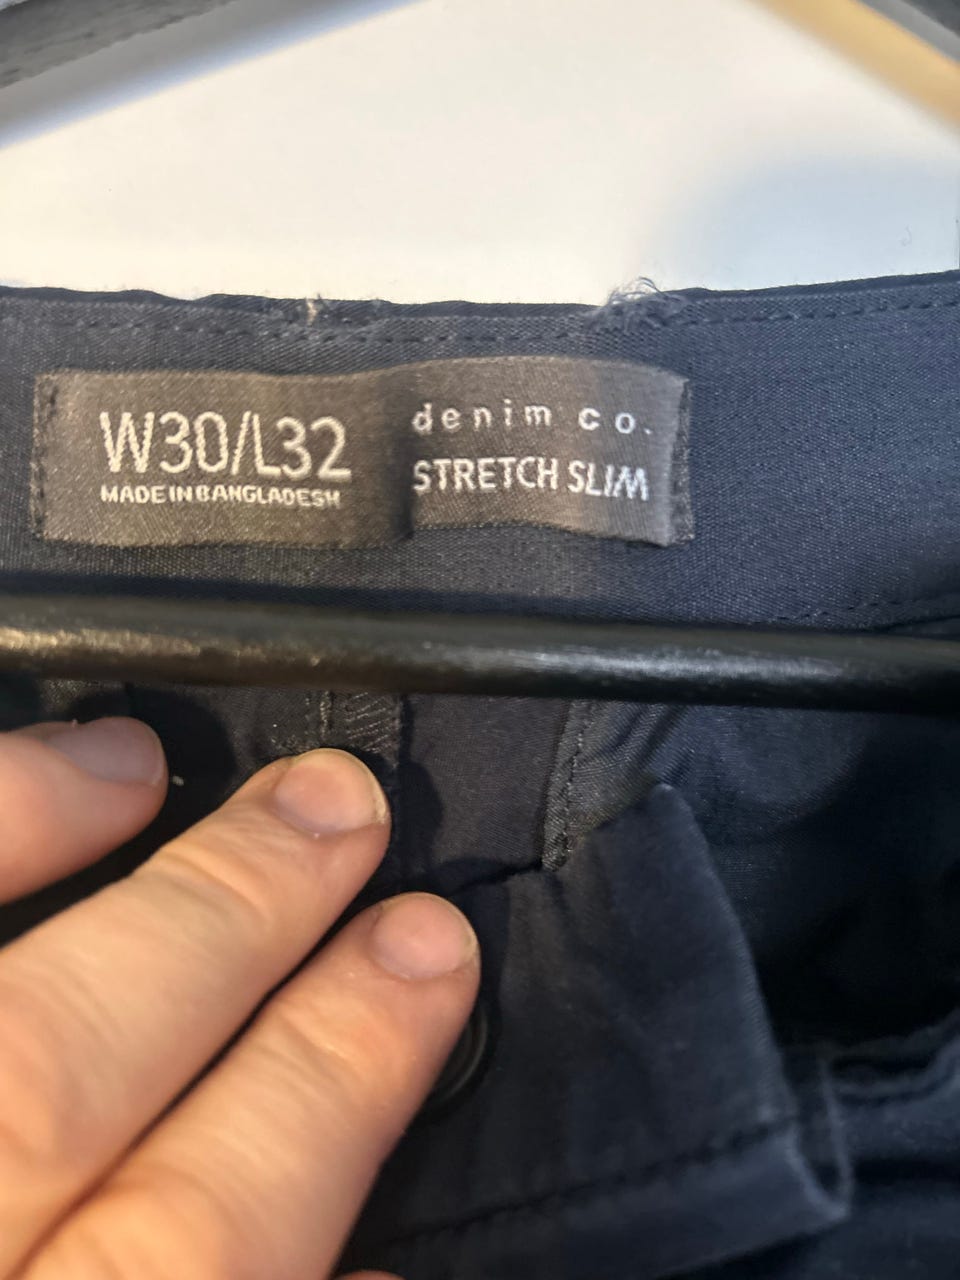 W30/L32
MADE IN BANGLADESH
denim co.
STRETCH SLIM